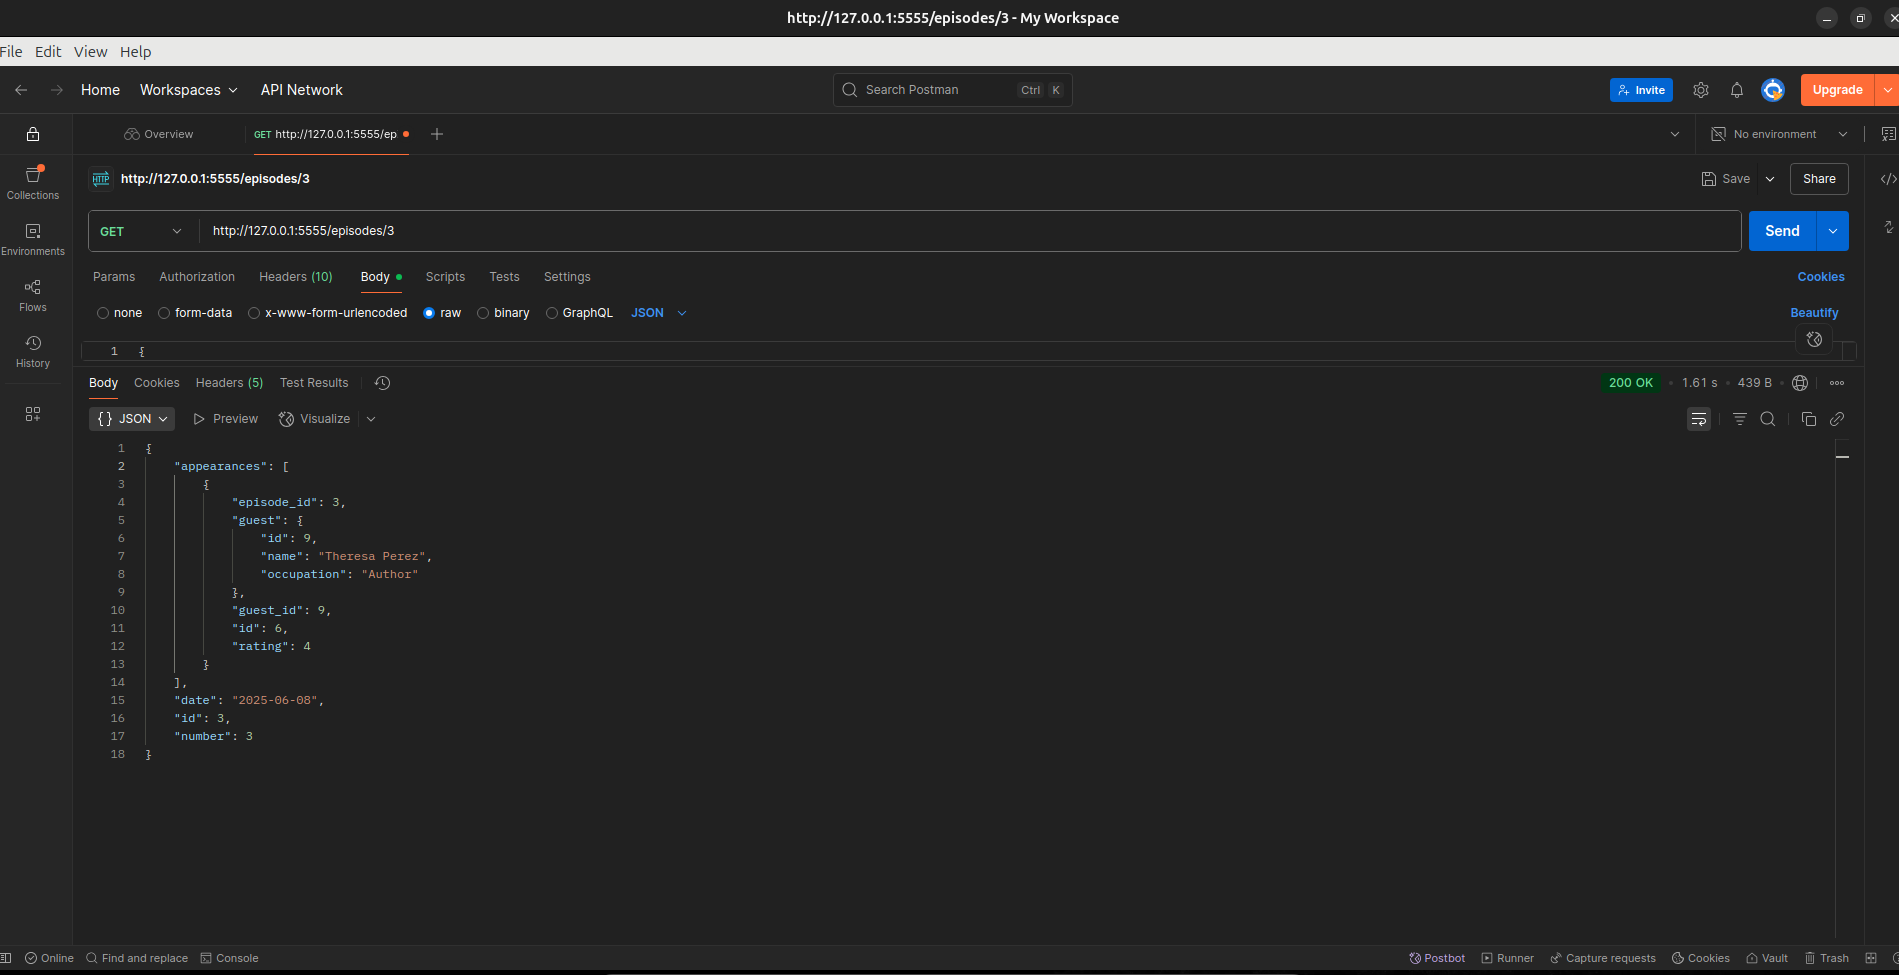 http://127.0.0.1:5555/episodes/3 - My Workspace
File Edit View Help
Home Workspaces API Network Search Postman Ctrl K Invite Upgrade
Overview GET http://127.0.0.1:5555/ep No environment
Collections
Environments
Flows
History
HTTP http://127.0.0.1:5555/episodes/3 Save Share
GET http://127.0.0.1:5555/episodes/3 Send
Params Authorization Headers (10) Body Scripts Tests Settings Cookies
none form-data x-www-form-urlencoded raw binary GraphQL JSON Beautify
1 {
Body Cookies Headers (5) Test Results 200 OK 1.61 s 439 B
{} JSON Preview Visualize
1 {
2 "appearances": [
3 {
4 "episode_id": 3,
5 "guest": {
6 "id": 9,
7 "name": "Theresa Perez",
8 "occupation": "Author"
9 },
10 "guest_id": 9,
11 "id": 6,
12 "rating": 4
13 }
14 ],
15 "date": "2025-06-08",
16 "id": 3,
17 "number": 3
18 }
Online Find and replace Console Postbot Runner Capture requests Cookies Vault Trash